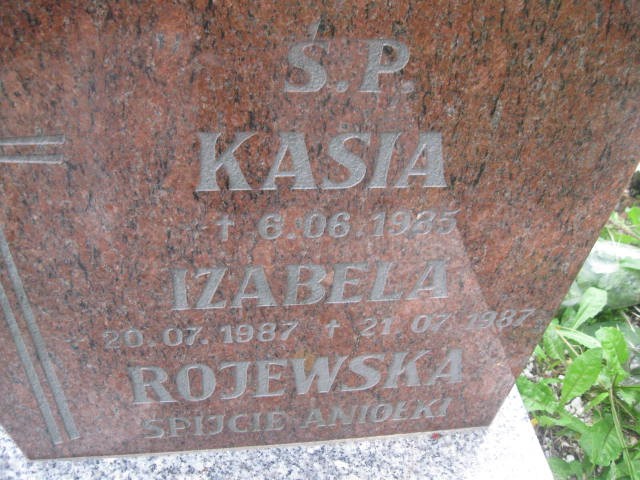 Ś.P.
KASIA
* † 6.06.1985
IZABELA
20.07.1987 † 21.07.1987
ROJEWSKA
ŚPIJCIE ANIOŁKI